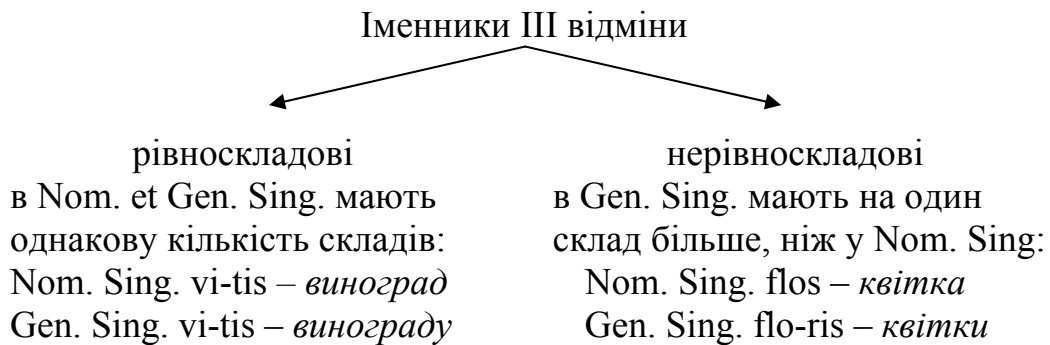 Іменники III відміни
рівноскладові
в Nom. et Gen. Sing. мають
однакову кількість складів:
Nom. Sing. vi-tis – виноград
Gen. Sing. vi-tis – винограду
нерівноскладові
в Gen. Sing. мають на один
склад більше, ніж у Nom. Sing:
Nom. Sing. flos – квітка
Gen. Sing. flo-ris – квітки